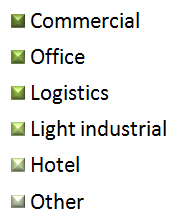 Commercial
Office
Logistics
Light industrial
Hotel
Other